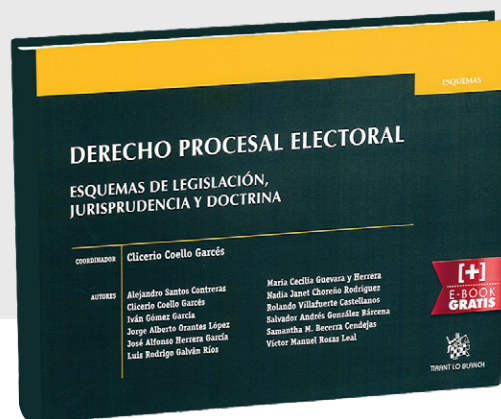 ESQUEMAS
DERECHO PROCESAL ELECTORAL
ESQUEMAS DE LEGISLACIÓN,
JURISPRUDENCIA Y DOCTRINA
COORDINADOR
Clicerio Coello Garcés
AUTORES
Alejandro Santos Contreras
Clicerio Coello Garcés
Iván Gómez García
Jorge Alberto Orantes López
José Alfonso Herrera García
Luis Rodrigo Galván Ríos
María Cecilia Guevara y Herrera
Nadia Janet Choreño Rodríguez
Rolando Villafuerte Castellanos
Salvador Andrés González Bárcena
Samantha M. Becerra Cendejas
Víctor Manuel Rosas Leal
[+]
E-BOOK
GRATIS
TIRANT LO BLANCH